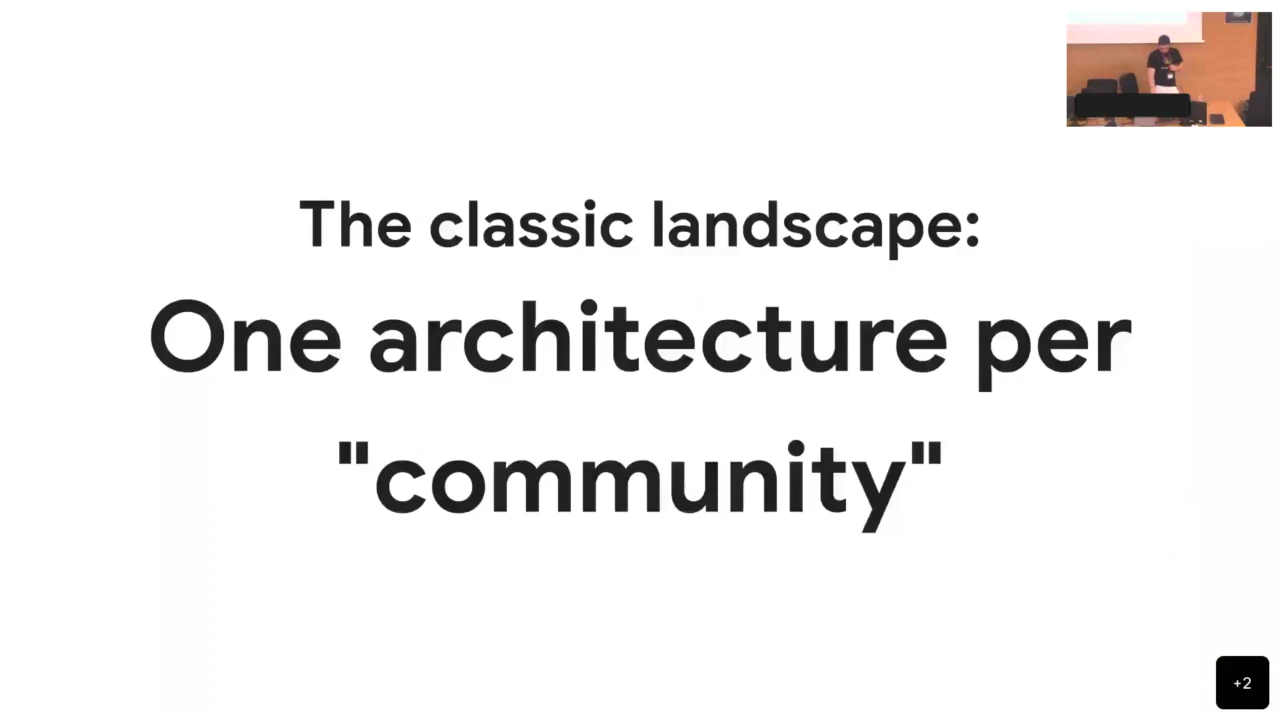 The classic landscape:
One architecture per
"community"
+2